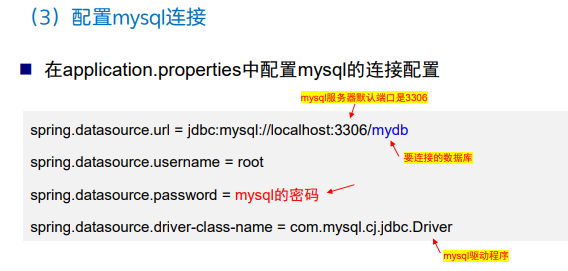 （3）配置mysql连接
在application.properties中配置mysql的连接配置
mysql服务器默认端口是3306
spring.datasource.url = jdbc:mysql://localhost:3306/mydb
要连接的数据库
spring.datasource.username = root
spring.datasource.password = mysql的密码
spring.datasource.driver-class-name = com.mysql.cj.jdbc.Driver
mysql驱动程序